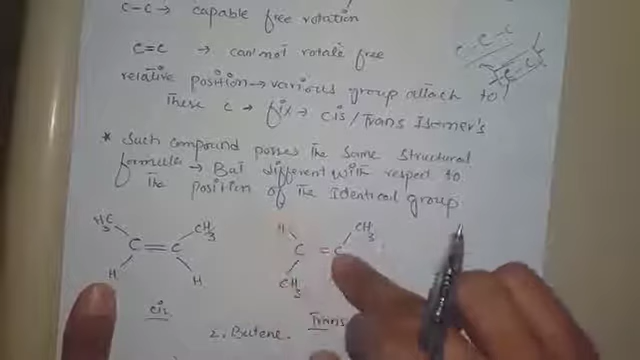 C-C → capable free rotation
C=C → can not rotate free
C - C - C
C - C
relative position → various group attach to
These C → fix → cis/Trans Isomer's
* Such compound posses the same structural
formula → But different with respect to
The position of the identical group
H3C CH3
C = C
H H
H CH3
C = C
CH3
cis
Trans
2. Butene.